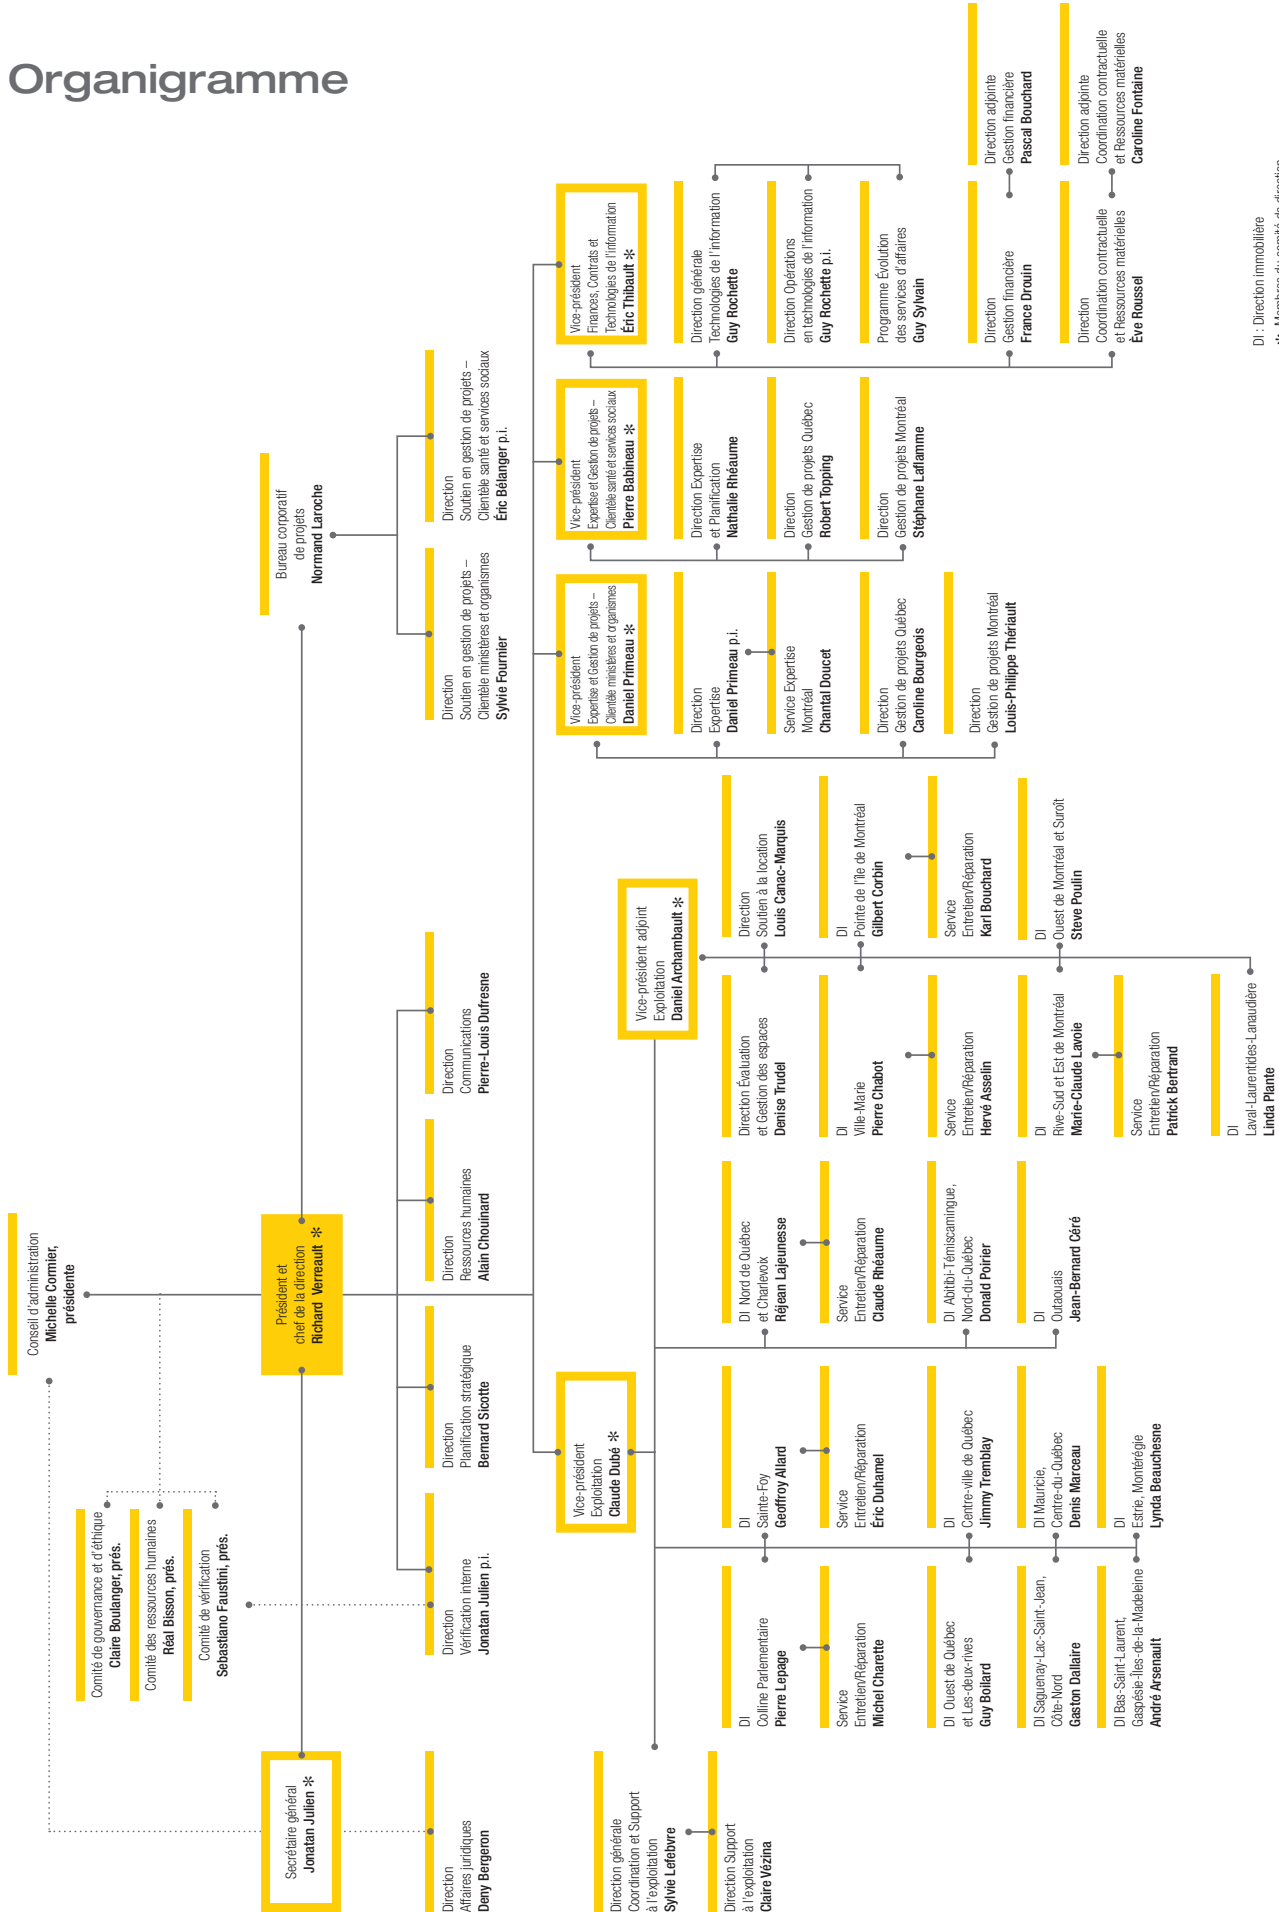 Organigramme
Conseil d'administration
Michelle Cormier,
présidente
Comité de gouvernance et d'éthique
Claire Boulanger, prés.
Comité des ressources humaines
Réal Bisson, prés.
Comité de vérification
Sebastiano Faustini, prés.
Secrétaire général
Jonatan Julien *
Président et
chef de la direction
Richard Verreault *
Bureau corporatif
de projets
Normand Laroche
Direction
Affaires juridiques
Deny Bergeron
Direction
Vérification interne
Jonatan Julien p.i.
Direction
Planification stratégique
Bernard Sicotte
Direction
Ressources humaines
Alain Chouinard
Direction
Communications
Pierre-Louis Dufresne
Direction
Soutien en gestion de projets –
Clientèle ministères et organismes
Sylvie Fournier
Direction
Soutien en gestion de projets –
Clientèle santé et services sociaux
Éric Bélanger p.i.
Vice-président
Exploitation
Claude Dubé *
Vice-président
Expertise et Gestion de projets –
Clientèle ministères et organismes
Daniel Primeau *
Vice-président
Expertise et Gestion de projets –
Clientèle santé et services sociaux
Pierre Babineau *
Vice-président
Finances, Contrats et
Technologies de l'information
Éric Thibault *
Direction générale
Coordination et Support
à l'exploitation
Sylvie Lefebvre
Direction Support
à l'exploitation
Claire Vézina
Vice-président adjoint
Exploitation
Daniel Archambault *
DI
Colline Parlementaire
Pierre Lepage
Service
Entretien/Réparation
Michel Charette
DI Ouest de Québec
et Les-deux-rives
Guy Boilard
DI Saguenay-Lac-Saint-Jean,
Côte-Nord
Gaston Dallaire
DI Bas-Saint-Laurent,
Gaspésie-Îles-de-la-Madeleine
André Arsenault
DI
Sainte-Foy
Geoffroy Allard
Service
Entretien/Réparation
Éric Duhamel
DI
Centre-ville de Québec
Jimmy Tremblay
DI Mauricie,
Centre-du-Québec
Denis Marceau
DI
Estrie, Montérégie
Lynda Beauchesne
DI Nord de Québec
et Charlevoix
Réjean Lajeunesse
Service
Entretien/Réparation
Claude Rhéaume
DI Abitibi-Témiscamingue,
Nord-du-Québec
Donald Poirier
DI
Outaouais
Jean-Bernard Céré
Direction Évaluation
et Gestion des espaces
Denise Trudel
DI
Ville-Marie
Pierre Chabot
Service
Entretien/Réparation
Hervé Asselin
DI
Rive-Sud et Est de Montréal
Marie-Claude Lavoie
Service
Entretien/Réparation
Patrick Bertrand
DI
Laval-Laurentides-Lanaudière
Linda Plante
Direction
Soutien à la location
Louis Canac-Marquis
DI
Pointe de l'île de Montréal
Gilbert Corbin
Service
Entretien/Réparation
Karl Bouchard
DI
Ouest de Montréal et Suroît
Steve Poulin
Direction
Expertise
Daniel Primeau p.i.
Service Expertise
Montréal
Chantal Doucet
Direction
Gestion de projets Québec
Caroline Bourgeois
Direction
Gestion de projets Montréal
Louis-Philippe Thériault
Direction Expertise
et Planification
Nathalie Rhéaume
Direction
Gestion de projets Québec
Robert Topping
Direction
Gestion de projets Montréal
Stéphane Laflamme
Direction générale
Technologies de l'information
Guy Rochette
Direction Opérations
en technologies de l'information
Guy Rochette p.i.
Programme Évolution
des services d'affaires
Guy Sylvain
Direction
Gestion financière
France Drouin
Direction adjointe
Gestion financière
Pascal Bouchard
Direction
Coordination contractuelle
et Ressources matérielles
Ève Roussel
Direction adjointe
Coordination contractuelle
et Ressources matérielles
Caroline Fontaine
DI : Direction immobilière
* Membres du comité de direction